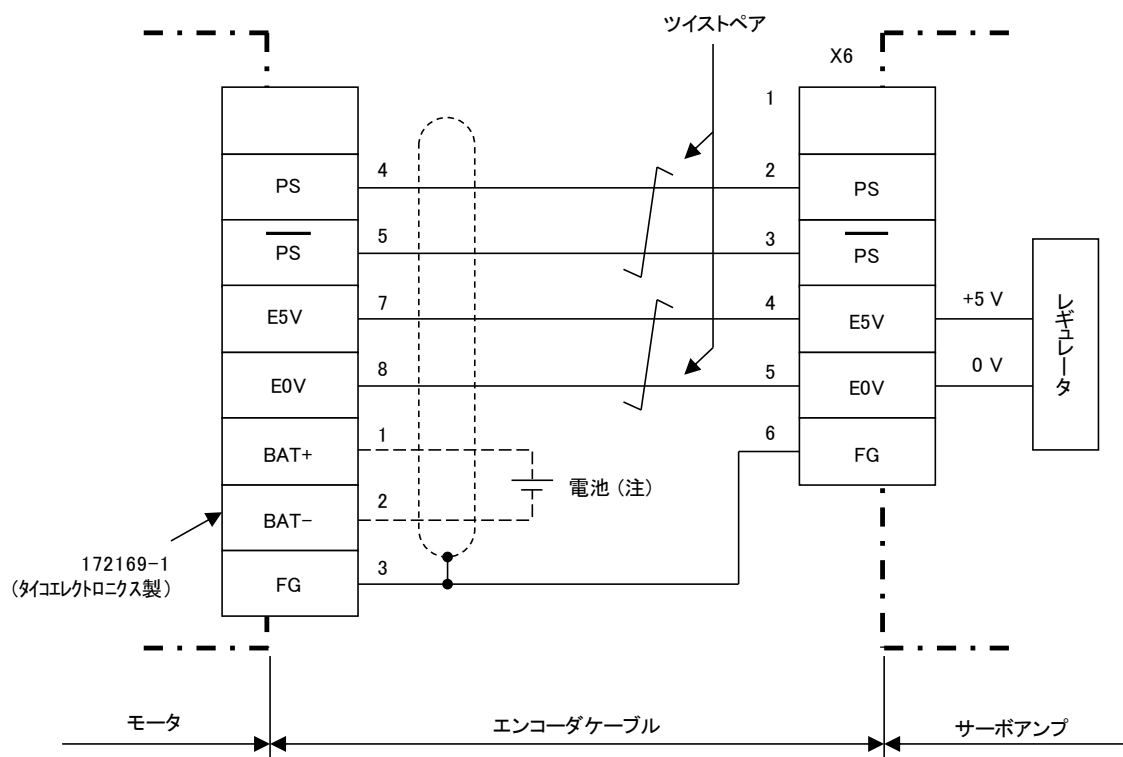 ツイストペア
X6
1
PS 4 2 PS
PS 5 3 PS
E5V 7 4 E5V +5 V
E0V 8 5 E0V 0 V
レギュレータ
BAT+ 1 6 FG
電池 (注)
BAT- 2
172169-1
(タイコエレクトロニクス製)
FG 3
モータ エンコーダケーブル サーボアンプ